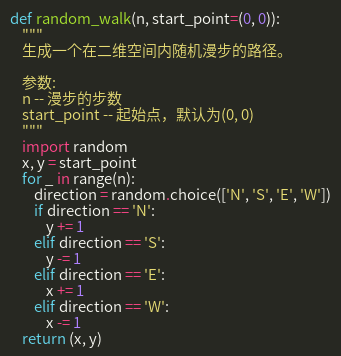 def random_walk(n, start_point=(0, 0)):
    """
    生成一个在二维空间内随机漫步的路径。

    参数:
    n -- 漫步的步数
    start_point -- 起始点，默认为(0, 0)
    """
    import random
    x, y = start_point
    for _ in range(n):
        direction = random.choice(['N', 'S', 'E', 'W'])
        if direction == 'N':
            y += 1
        elif direction == 'S':
            y -= 1
        elif direction == 'E':
            x += 1
        elif direction == 'W':
            x -= 1
    return (x, y)